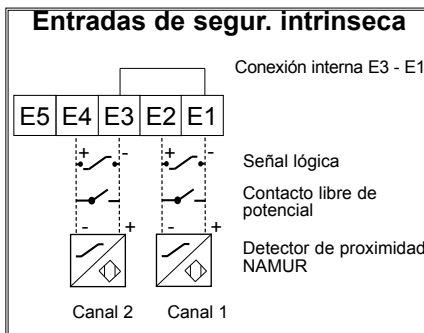 Entradas de segur. intrinseca
Conexión interna E3 - E1
E5 E4 E3 E2 E1
+ - + -
Señal lógica
Contacto libre de
potencial
- + - +
Detector de proximidad
NAMUR
Canal 2 Canal 1